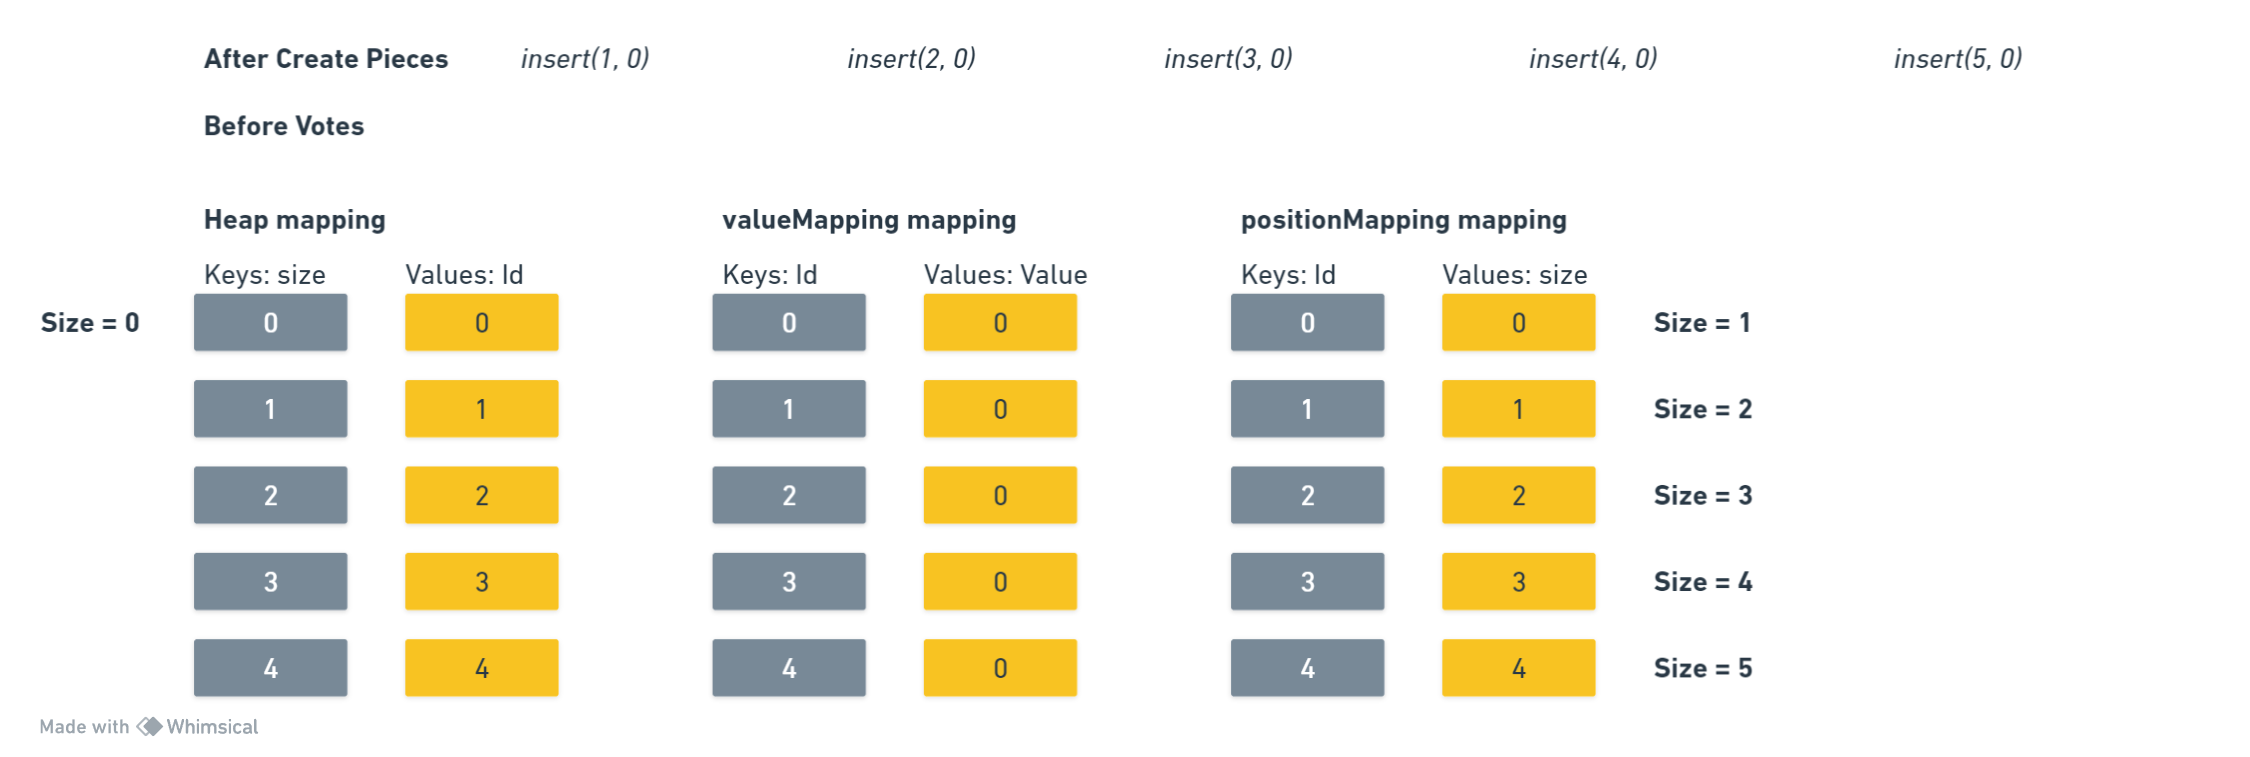 After Create Pieces insert(1, 0) insert(2, 0) insert(3, 0) insert(4, 0) insert(5, 0)
Before Votes
Heap mapping valueMapping mapping positionMapping mapping
Keys: size Values: Id Keys: Id Values: Value Keys: Id Values: size
Size = 0 0 0 0 0 0 0 Size = 1
1 1 1 0 1 1 Size = 2
2 2 2 0 2 2 Size = 3
3 3 3 0 3 3 Size = 4
4 4 4 0 4 4 Size = 5
Made with Whimsical